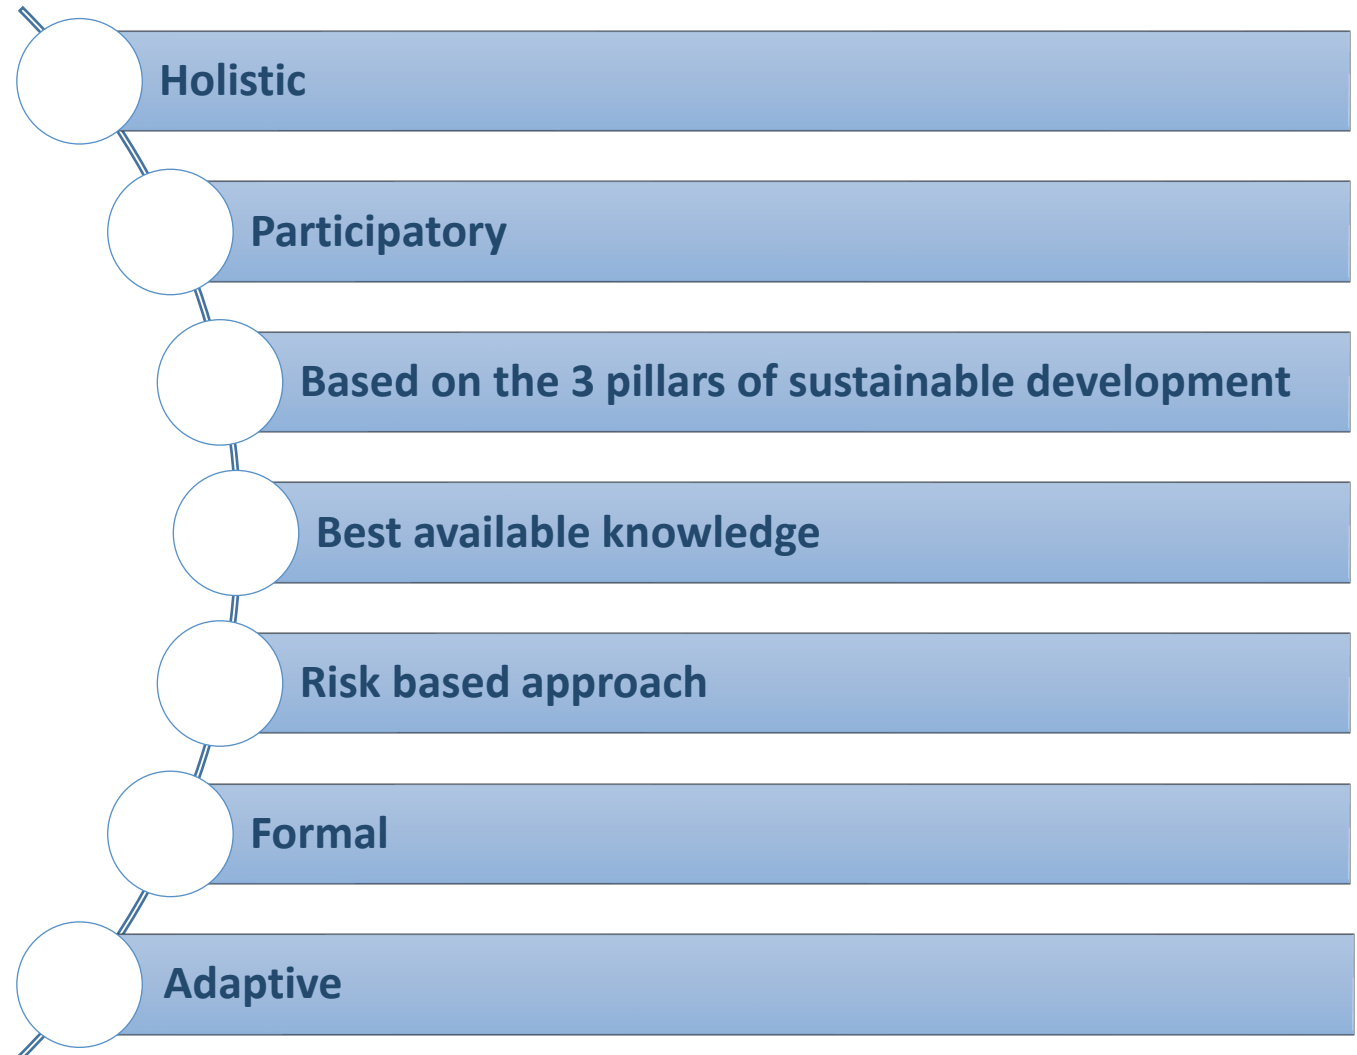 Holistic
Participatory
Based on the 3 pillars of sustainable development
Best available knowledge
Risk based approach
Formal
Adaptive